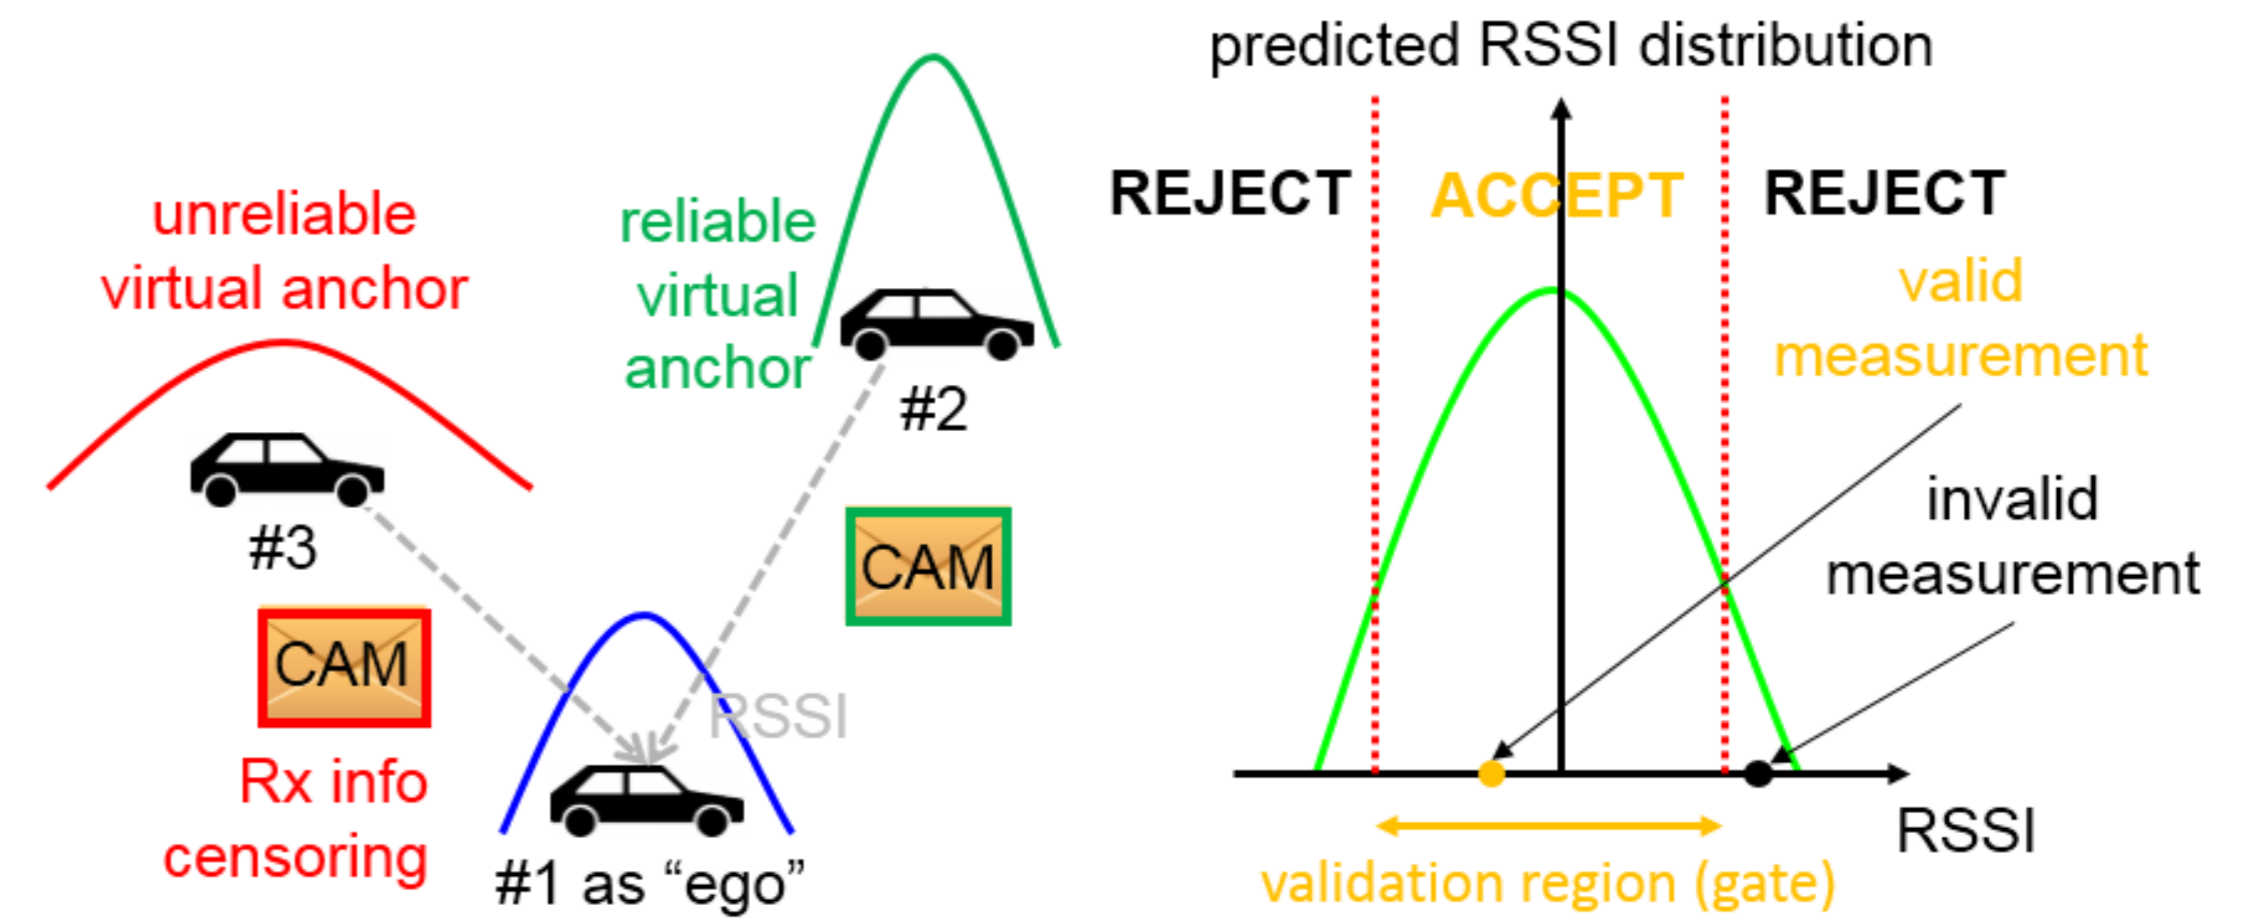 unreliable
virtual anchor
#3
CAM
Rx info
censoring
reliable
virtual
anchor
#2
CAM
RSSI
#1 as “ego”
predicted RSSI distribution
REJECT
ACCEPT
REJECT
valid
measurement
invalid
measurement
RSSI
validation region (gate)